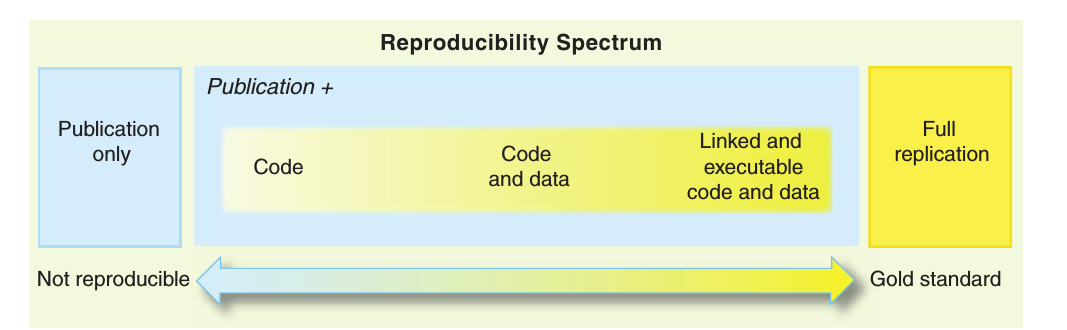 Reproducibility Spectrum
Publication
only
Publication +
Code
Code
and data
Linked and
executable
code and data
Full
replication
Not reproducible
Gold standard